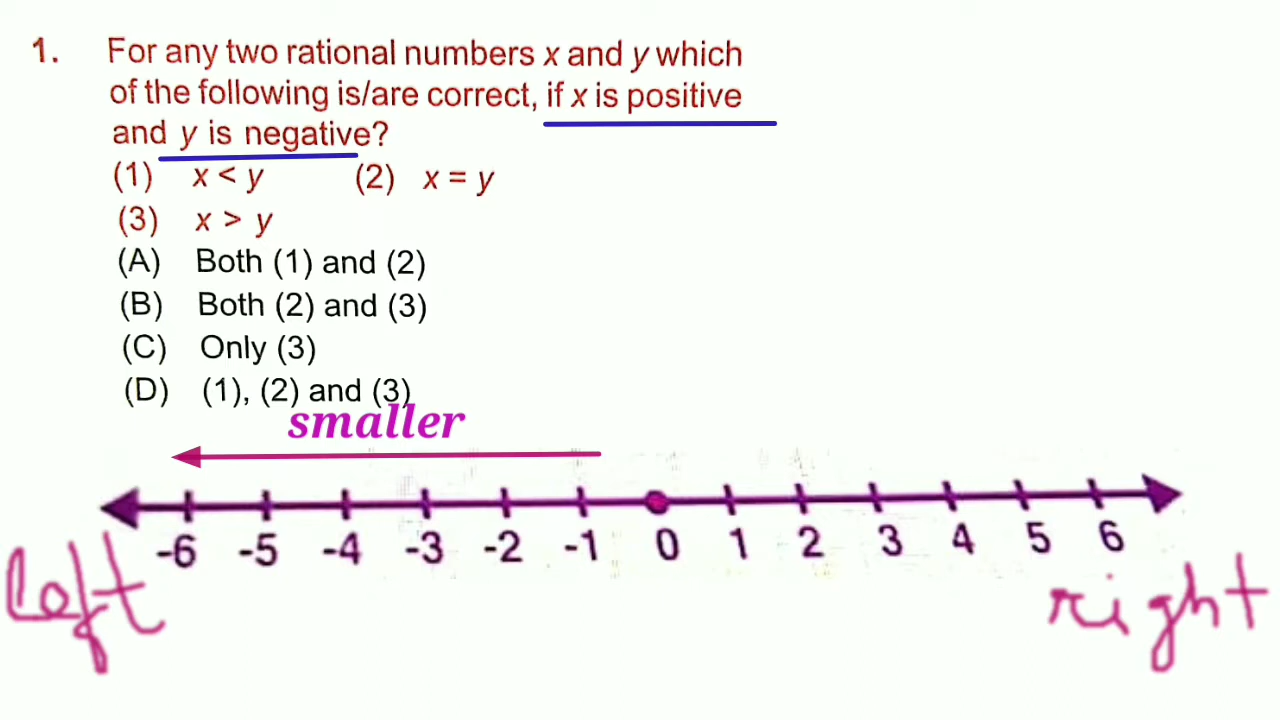 1. For any two rational numbers x and y which
of the following is/are correct, if x is positive
and y is negative?
(1) x < y (2) x = y
(3) x > y
(A) Both (1) and (2)
(B) Both (2) and (3)
(C) Only (3)
(D) (1), (2) and (3)
smaller
-6 -5 -4 -3 -2 -1 0 1 2 3 4 5 6
left right